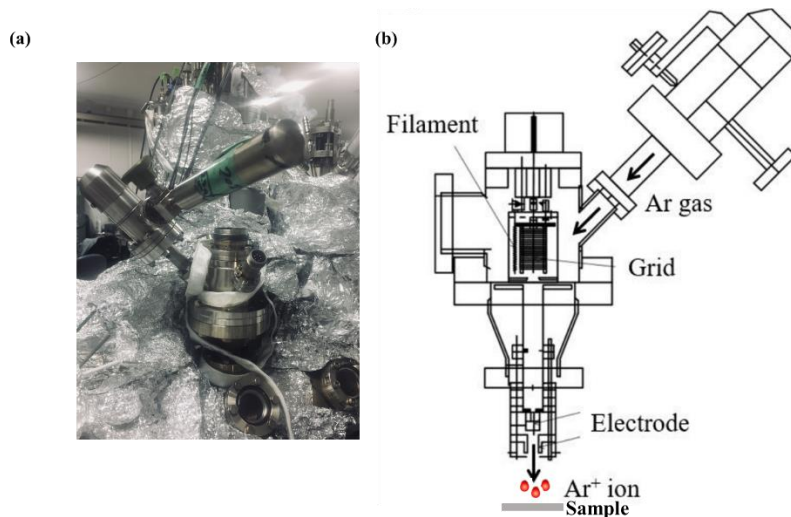 (a)
(b)
Filament
Ar gas
Grid
Electrode
Ar⁺ ion
Sample